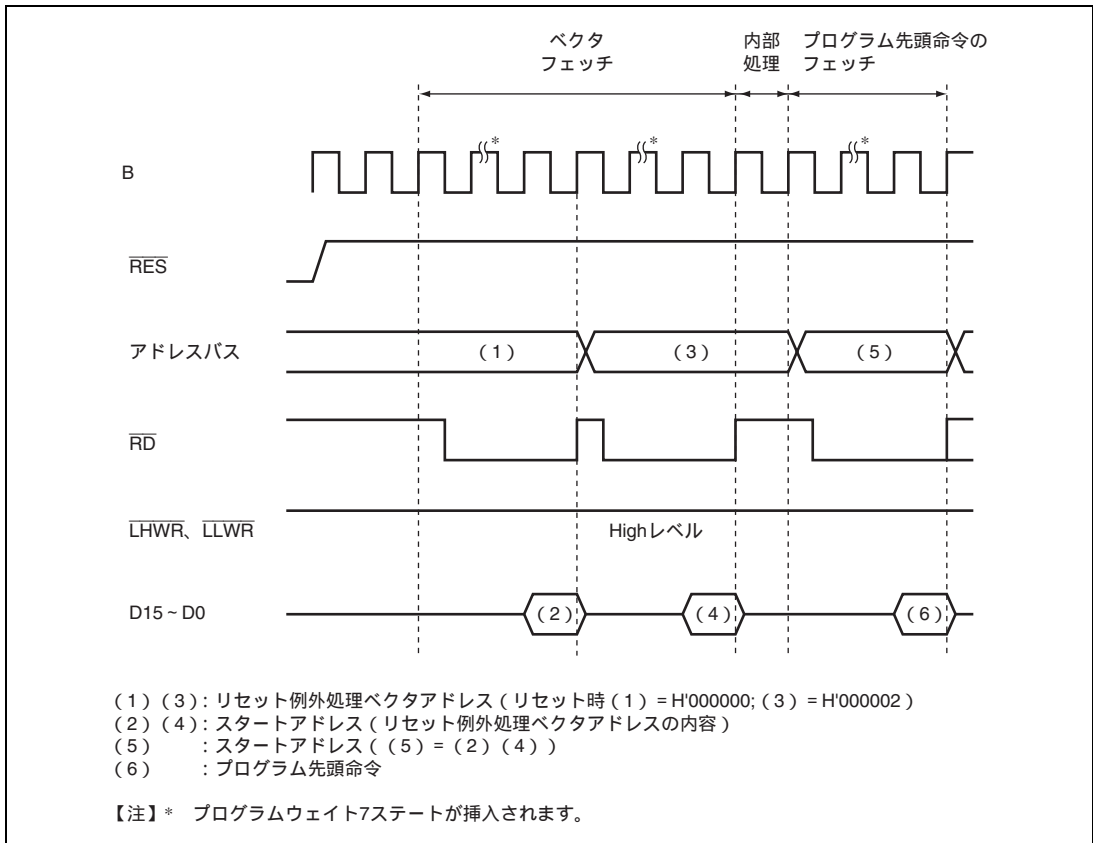 ベクタ
フェッチ
内部
処理
プログラム先頭命令の
フェッチ
*
*
*
B
RES
アドレスバス
(1)
(3)
(5)
RD
LHWR、LLWR
Highレベル
D15~D0
(2)
(4)
(6)
(1)(3): リセット例外処理ベクタアドレス(リセット時(1)=H'000000;(3)=H'000002)
(2)(4): スタートアドレス(リセット例外処理ベクタアドレスの内容)
(5) : スタートアドレス((5)=(2)(4))
(6) : プログラム先頭命令
【注】* プログラムウェイト7ステートが挿入されます。